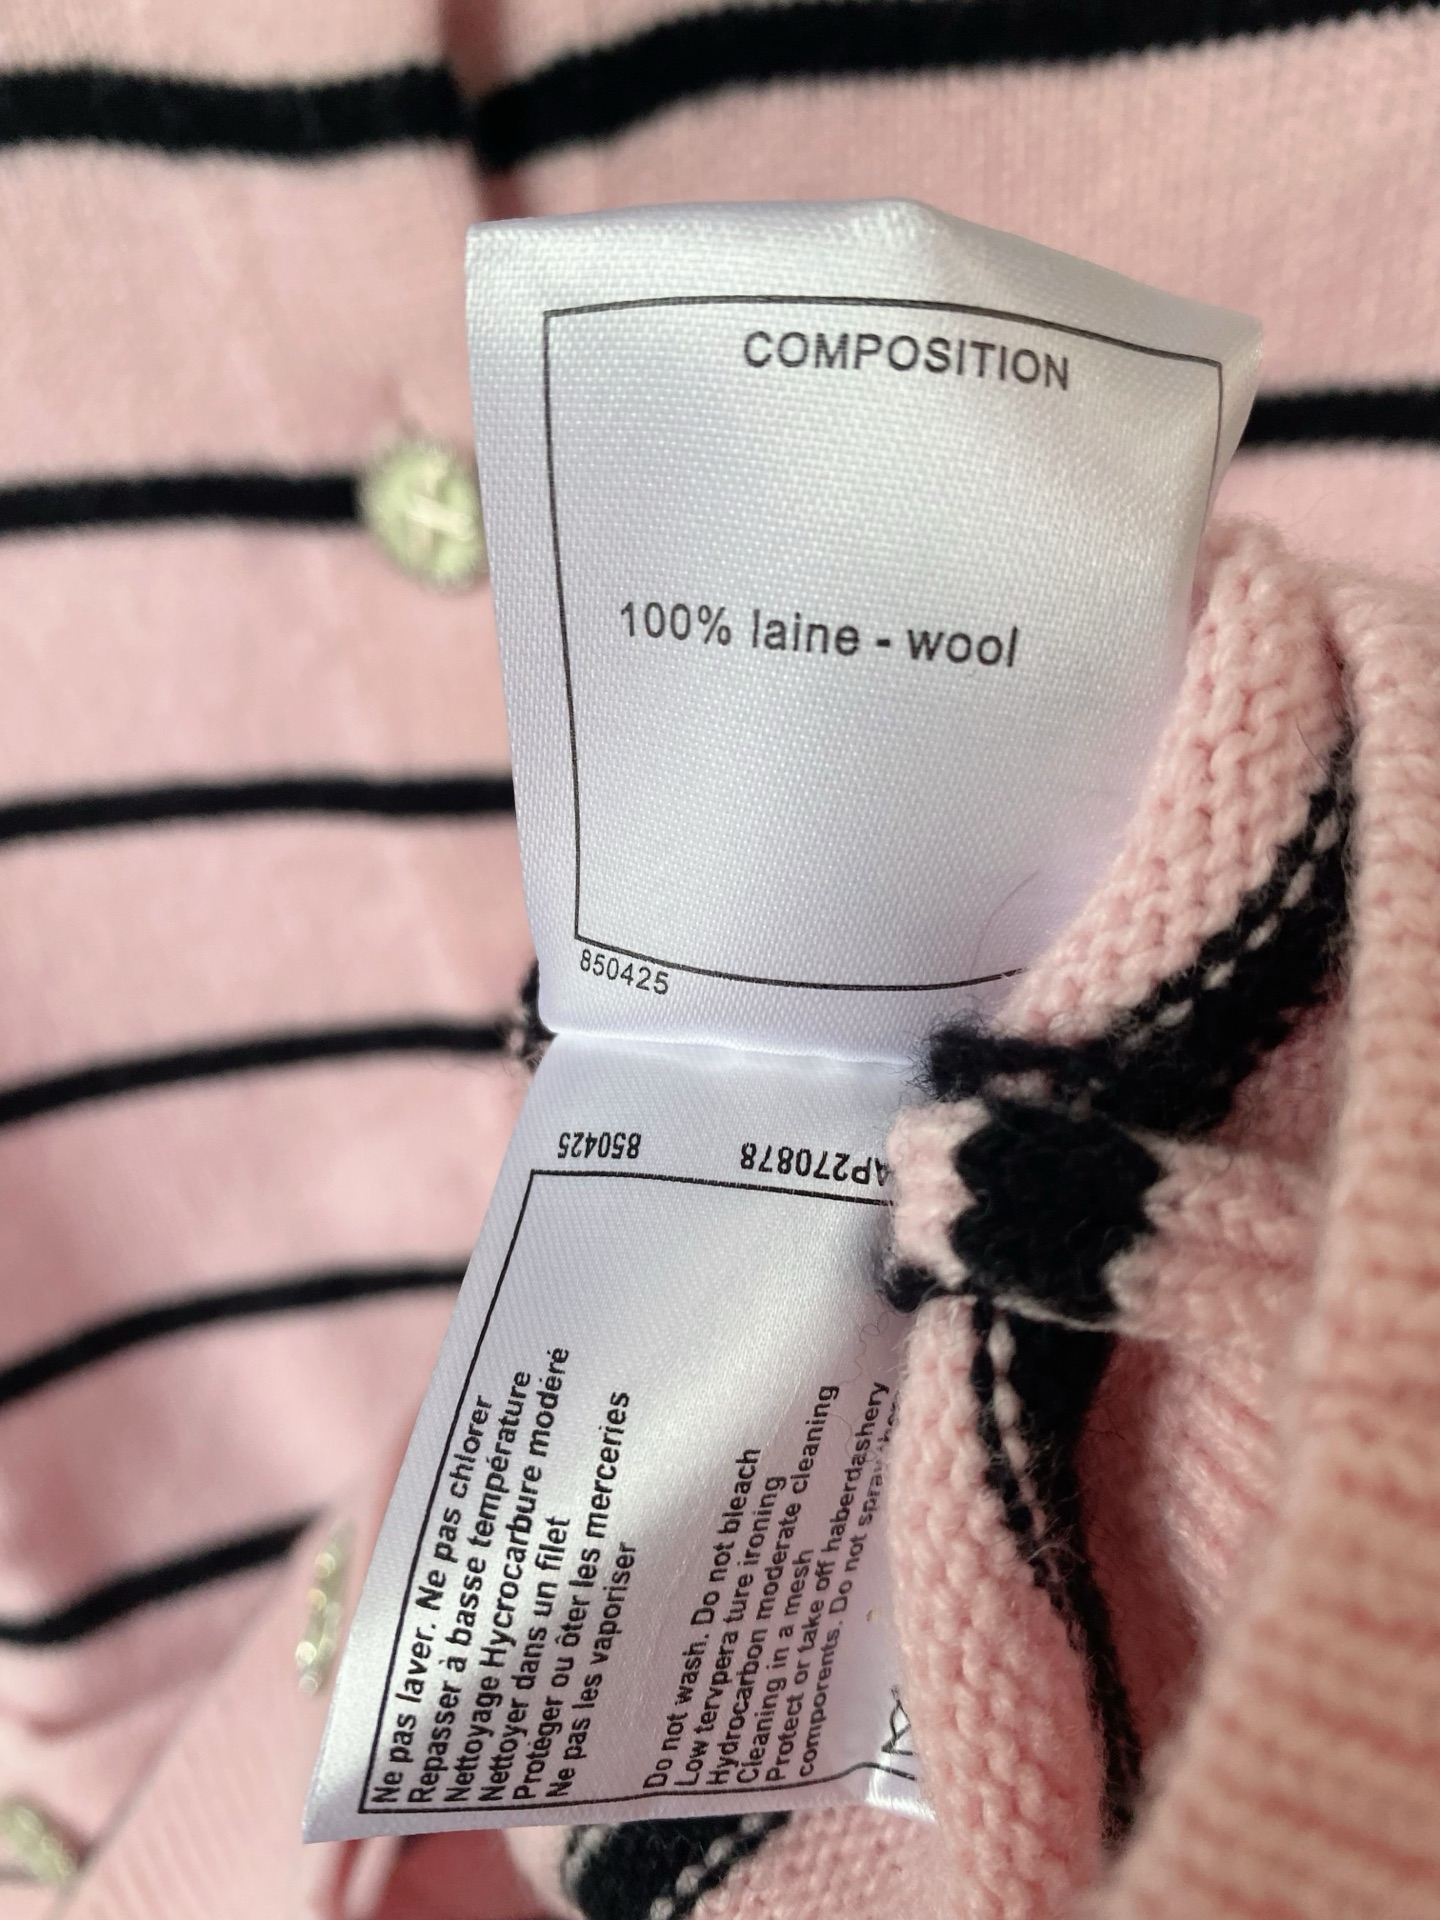 COMPOSITION
100% laine - wool
850425
850425 AP270878
Ne pas laver. Ne pas chlorer
Repasser à basse température
Nettoyage Hycrocarbure modéré
Nettoyer dans un filet
Protéger ou ôter les merceries
Ne pas les vaporiser
Do not wash. Do not bleach
Low tervpera ture ironing
Hydrocarbon moderate cleaning
Cleaning in a mesh
Protect or take off haberdashery
comporents. Do not spray